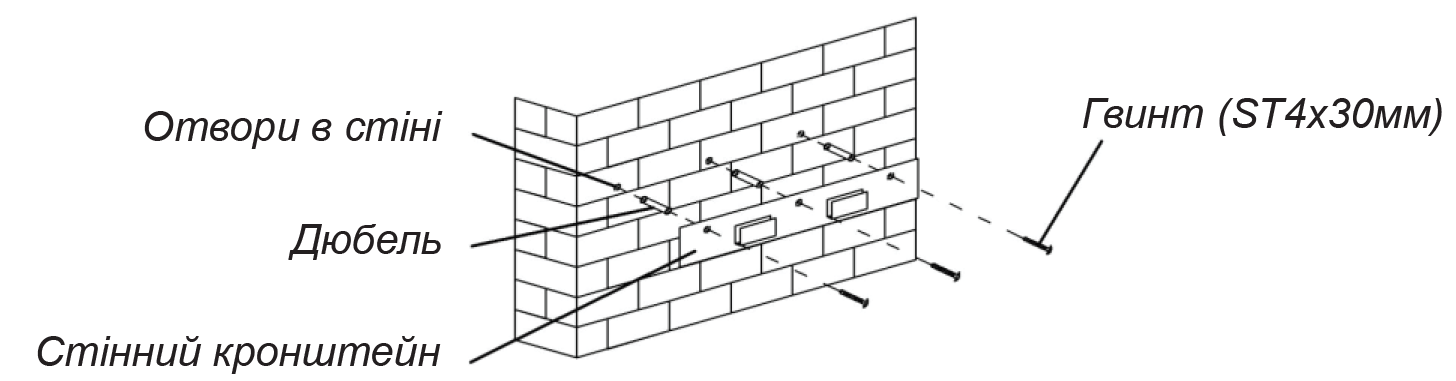 Отвори в стіні
Гвинт (ST4x30мм)
Дюбель
Стінний кронштейн